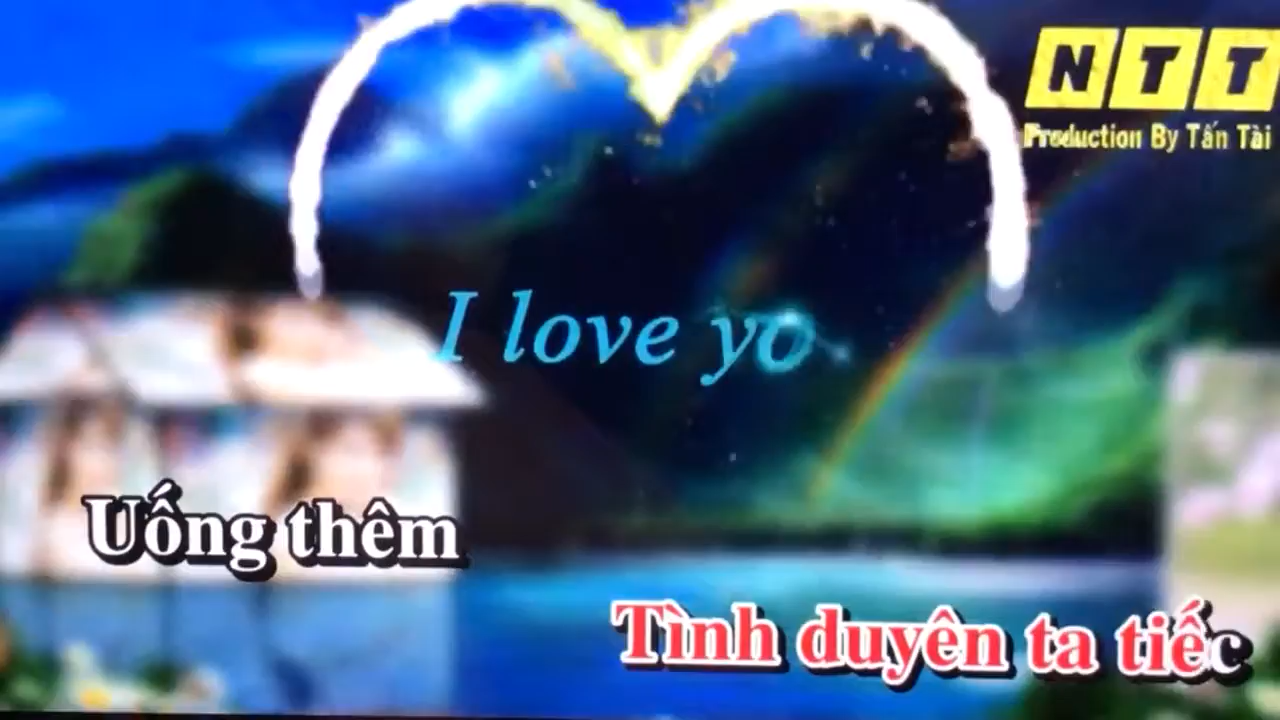 NTT
Production By Tấn Tài
I love yo
Uống thêm
Tình duyên ta tiếc